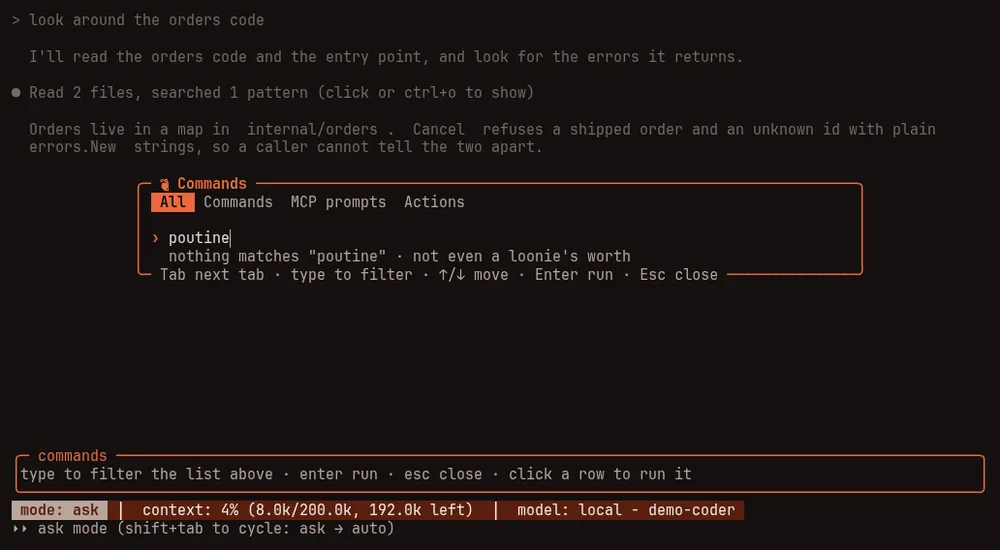 > look around the orders code
I'll read the orders code and the entry point, and look for the errors it returns.
● Read 2 files, searched 1 pattern (click or ctrl+o to show)
Orders live in a map in  internal/orders .  Cancel  refuses a shipped order and an unknown id with plain
errors.New  strings, so a caller cannot tell the two apart.
Commands
All  Commands  MCP prompts  Actions
› poutine
nothing matches "poutine" · not even a loonie's worth
Tab next tab · type to filter · ↑/↓ move · Enter run · Esc close
commands
type to filter the list above · enter run · esc close · click a row to run it
mode: ask | context: 4% (8.0k/200.0k, 192.0k left) | model: local - demo-coder
▸▸ ask mode (shift+tab to cycle: ask → auto)